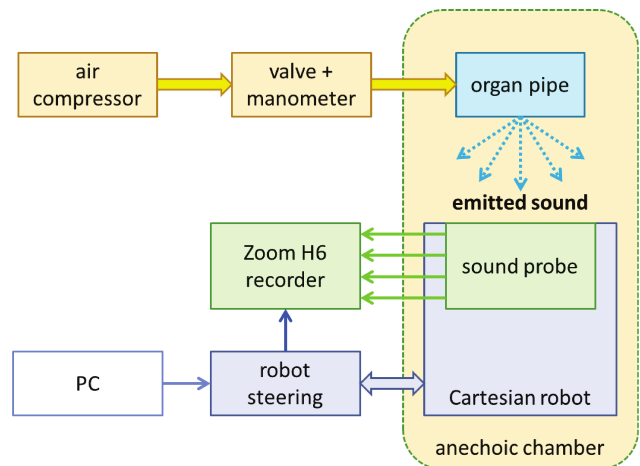 air
compressor
valve +
manometer
organ pipe
emitted sound
Zoom H6
recorder
sound probe
PC
robot
steering
Cartesian robot
anechoic chamber